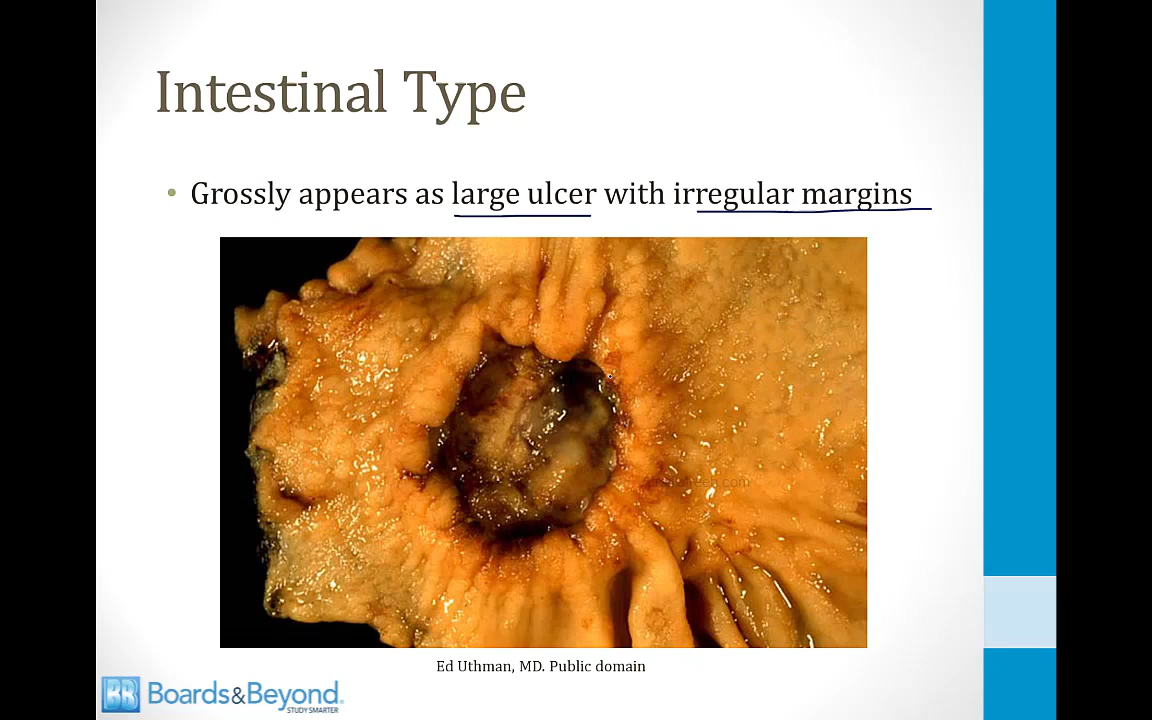 Intestinal Type
• Grossly appears as large ulcer with irregular margins
Ed Uthman, MD. Public domain
BB Boards&Beyond.
STUDY SMARTER